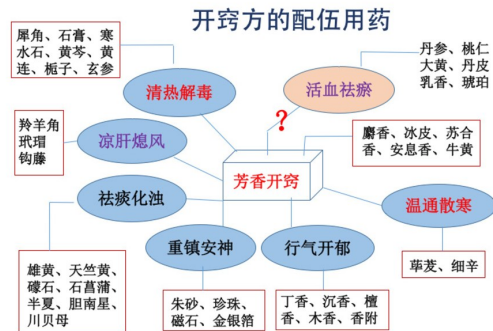 开窍方的配伍用药
犀角、石膏、寒
水石、黄芩、黄
连、栀子、玄参
丹参、桃仁
大黄、丹皮
乳香、琥珀
清热解毒
活血祛瘀
?
羚羊角
玳瑁
钩藤
凉肝熄风
麝香、冰皮、苏合
香、安息香、牛黄
芳香开窍
祛痰化浊
温通散寒
重镇安神
行气开郁
荜茇、细辛
雄黄、天竺黄、
礞石、石菖蒲、
半夏、胆南星、
川贝母
朱砂、珍珠、
磁石、金银箔
丁香、沉香、檀
香、木香、香附